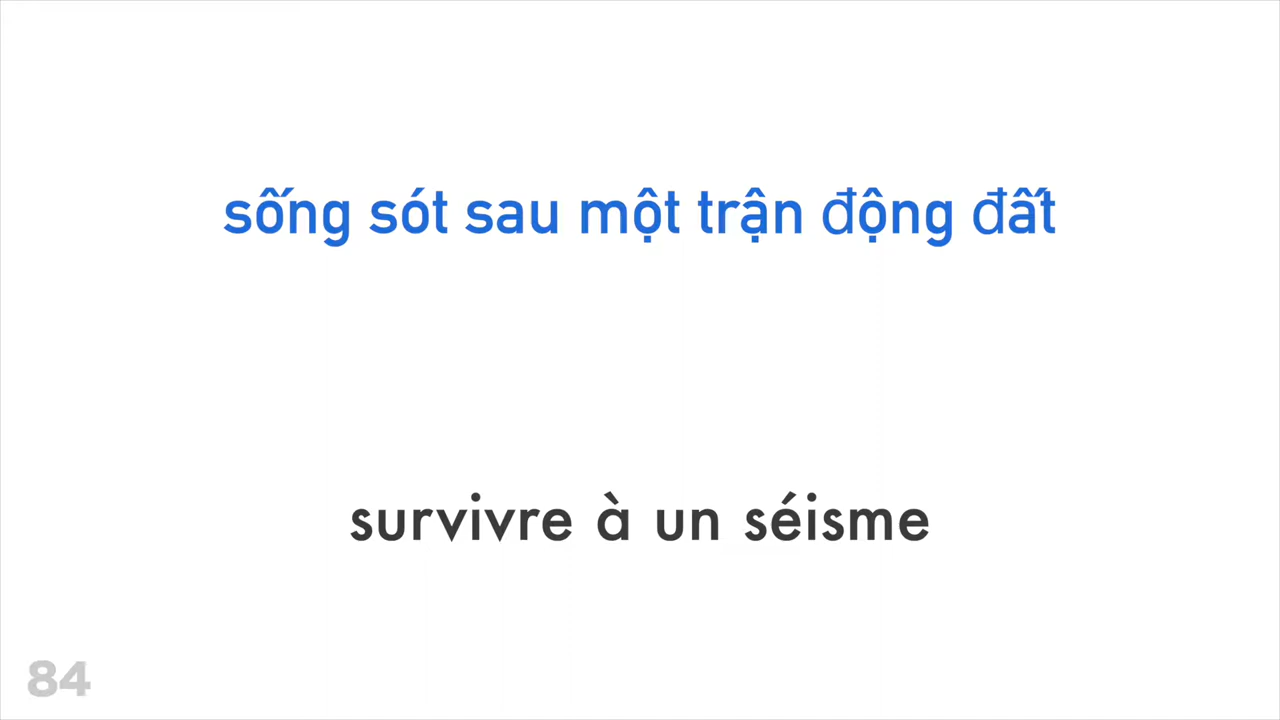 sống sót sau một trận động đất
survivre à un séisme
84